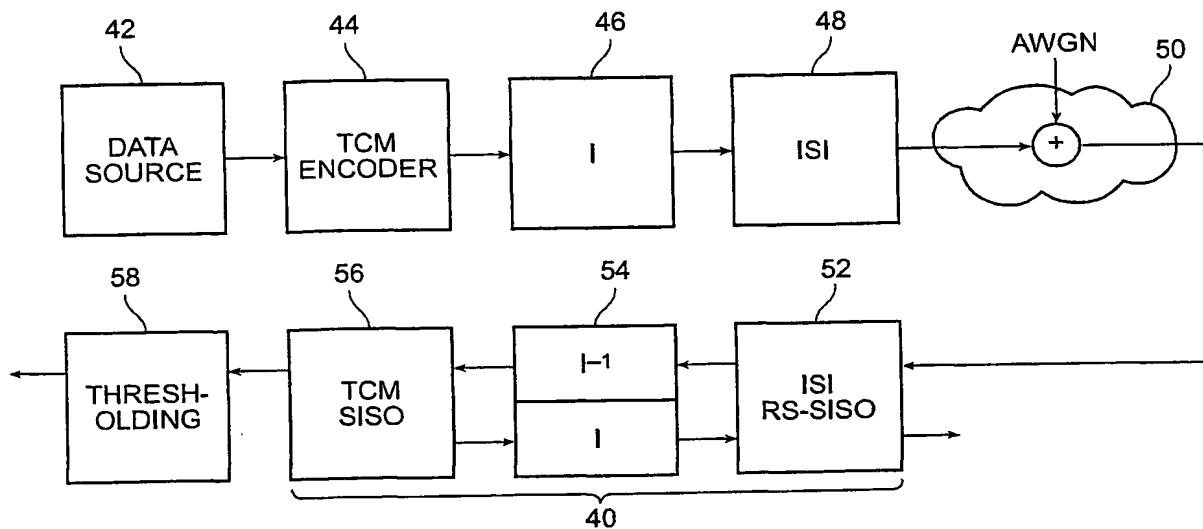 42
44
46
48
50
AWGN
DATA
SOURCE
TCM
ENCODER
I
ISI
+
58
56
54
52
THRESH-
OLDING
TCM
SISO
I-1
I
ISI
RS-SISO
40